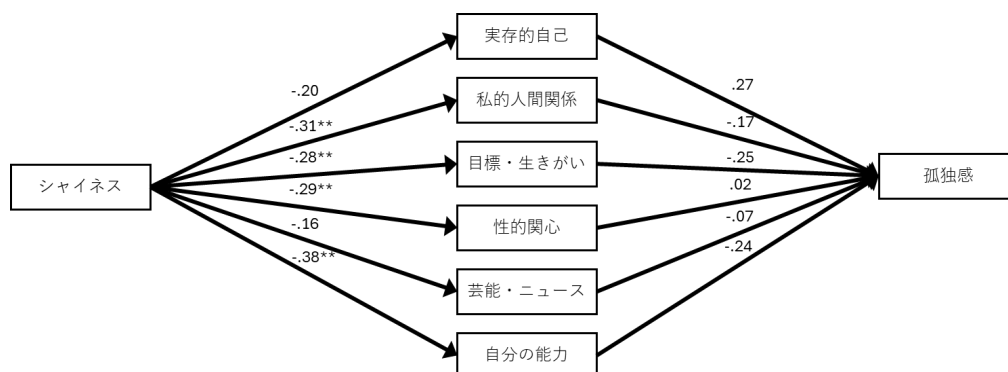 実存的自己
-.20
.27
私的人間関係
-.31**
-.17
目標・生きがい
-.28**
-.25
シャイネス
孤独感
-.29**
.02
性的関心
-.16
-.07
-.38**
-.24
芸能・ニュース
自分の能力